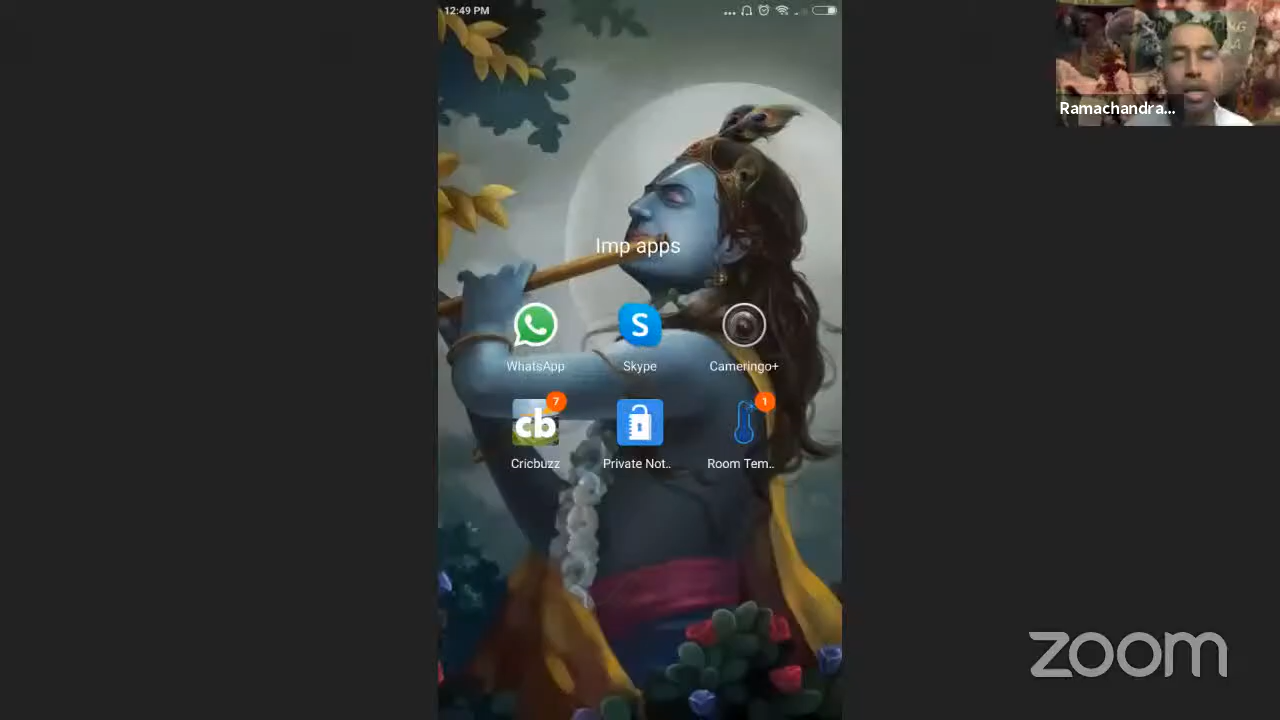 12:49 PM
Ramachandra...
Imp apps
S
WhatsApp
Skype
Cameringo+
7
1
cb
Cricbuzz
Private Not..
Room Tem..
zoom